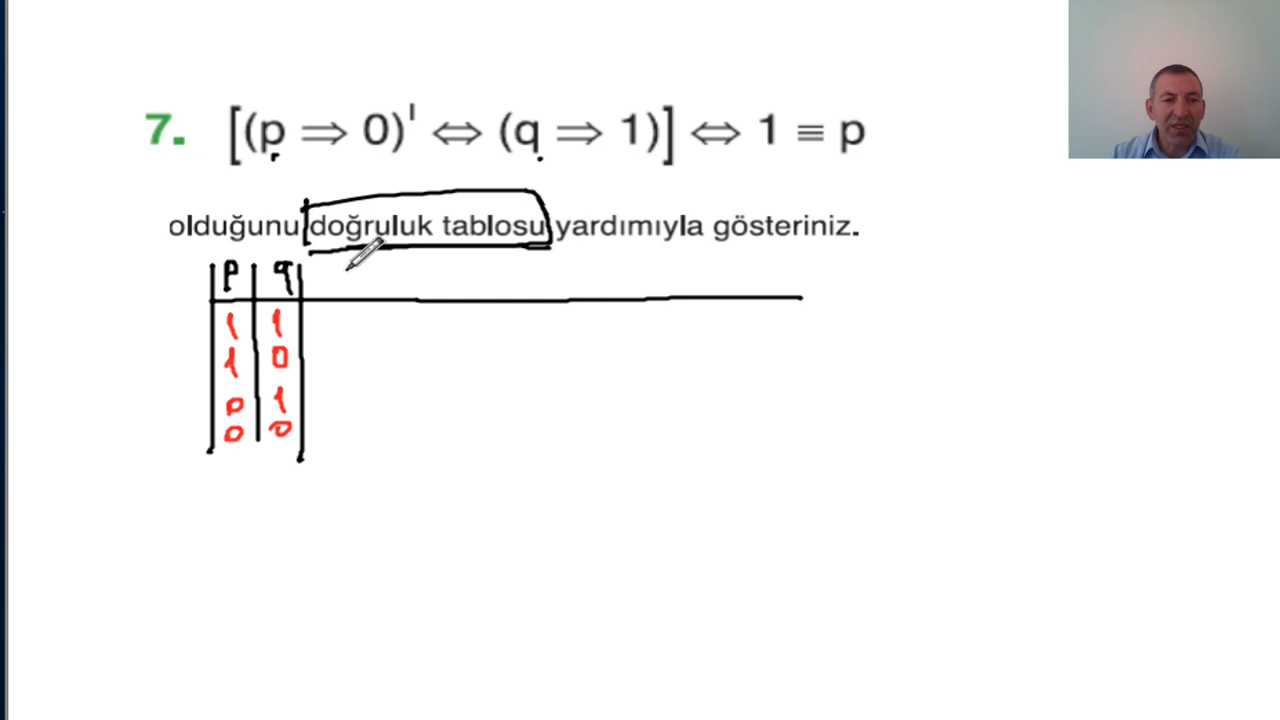 7. [(p ⇒ 0)' ⇔ (q ⇒ 1)] ⇔ 1 ≡ p
olduğunu doğruluk tablosu yardımıyla gösteriniz.
p q
1 1
1 0
0 1
0 0